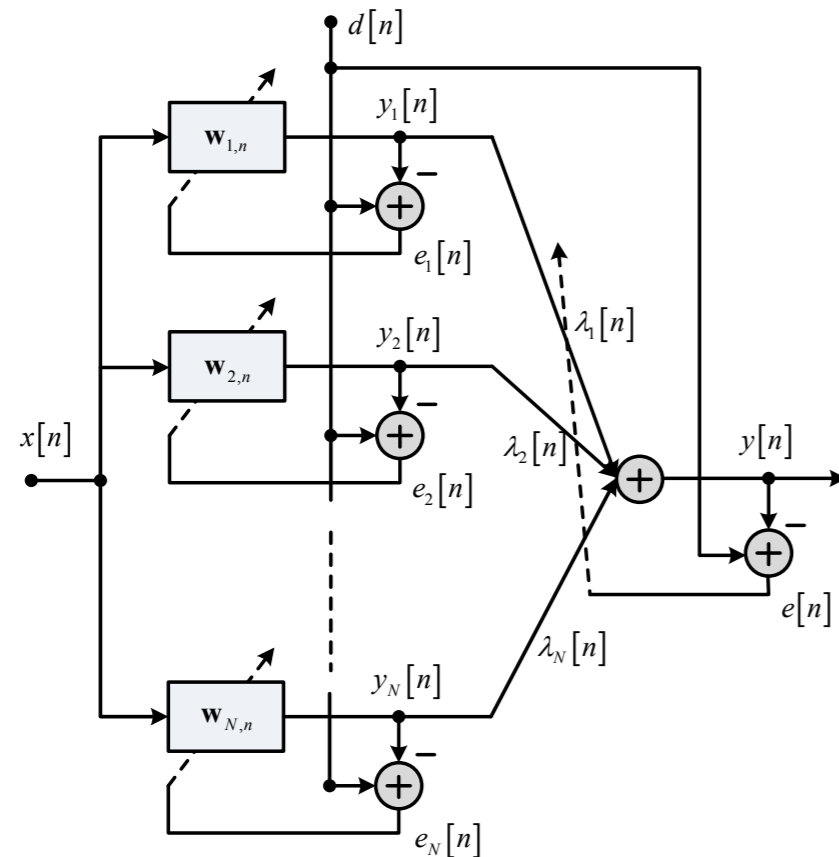 d[n]
y₁[n]
w₁,ₙ
e₁[n]
λ₁[n]
y₂[n]
w₂,ₙ
x[n]
λ₂[n]
y[n]
e₂[n]
e[n]
λ_N[n]
y_N[n]
w_N,ₙ
e_N[n]